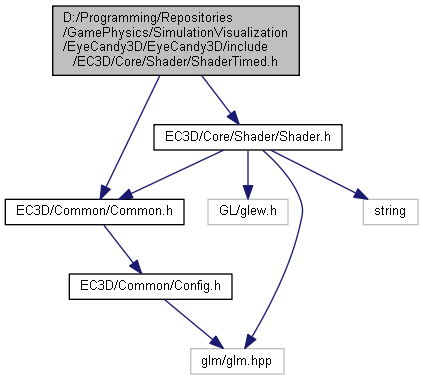 D:/Programming/Repositories
/GamePhysics/SimulationVisualization
/EyeCandy3D/EyeCandy3D/include
/EC3D/Core/Shader/ShaderTimed.h
EC3D/Core/Shader/Shader.h
EC3D/Common/Common.h
GL/glew.h
string
EC3D/Common/Config.h
glm/glm.hpp